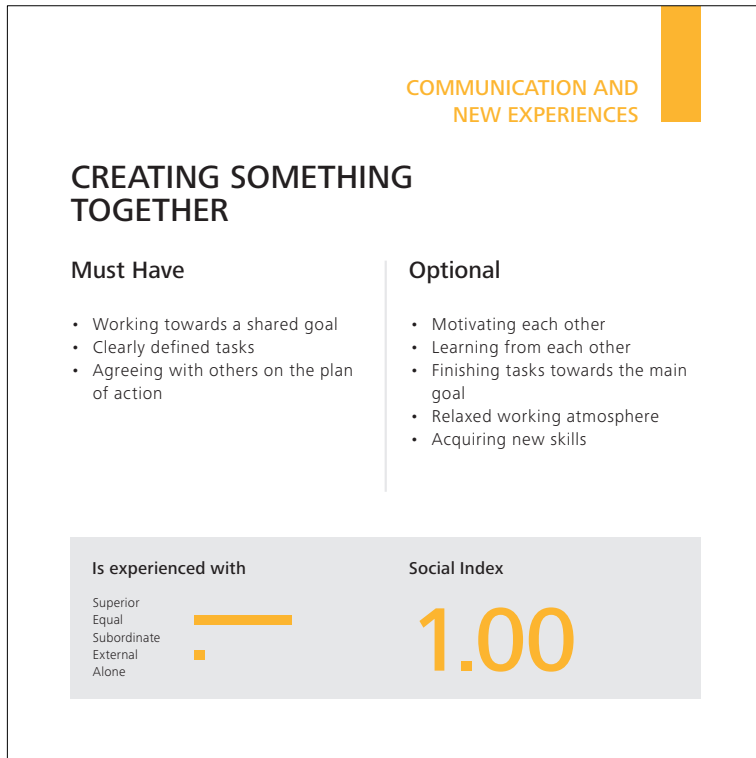 COMMUNICATION AND
NEW EXPERIENCES
CREATING SOMETHING
TOGETHER
Must Have
• Working towards a shared goal
• Clearly defined tasks
• Agreeing with others on the plan
of action
Optional
• Motivating each other
• Learning from each other
• Finishing tasks towards the main
goal
• Relaxed working atmosphere
• Acquiring new skills
Is experienced with
Superior
Equal
Subordinate
External
Alone
Social Index
1.00